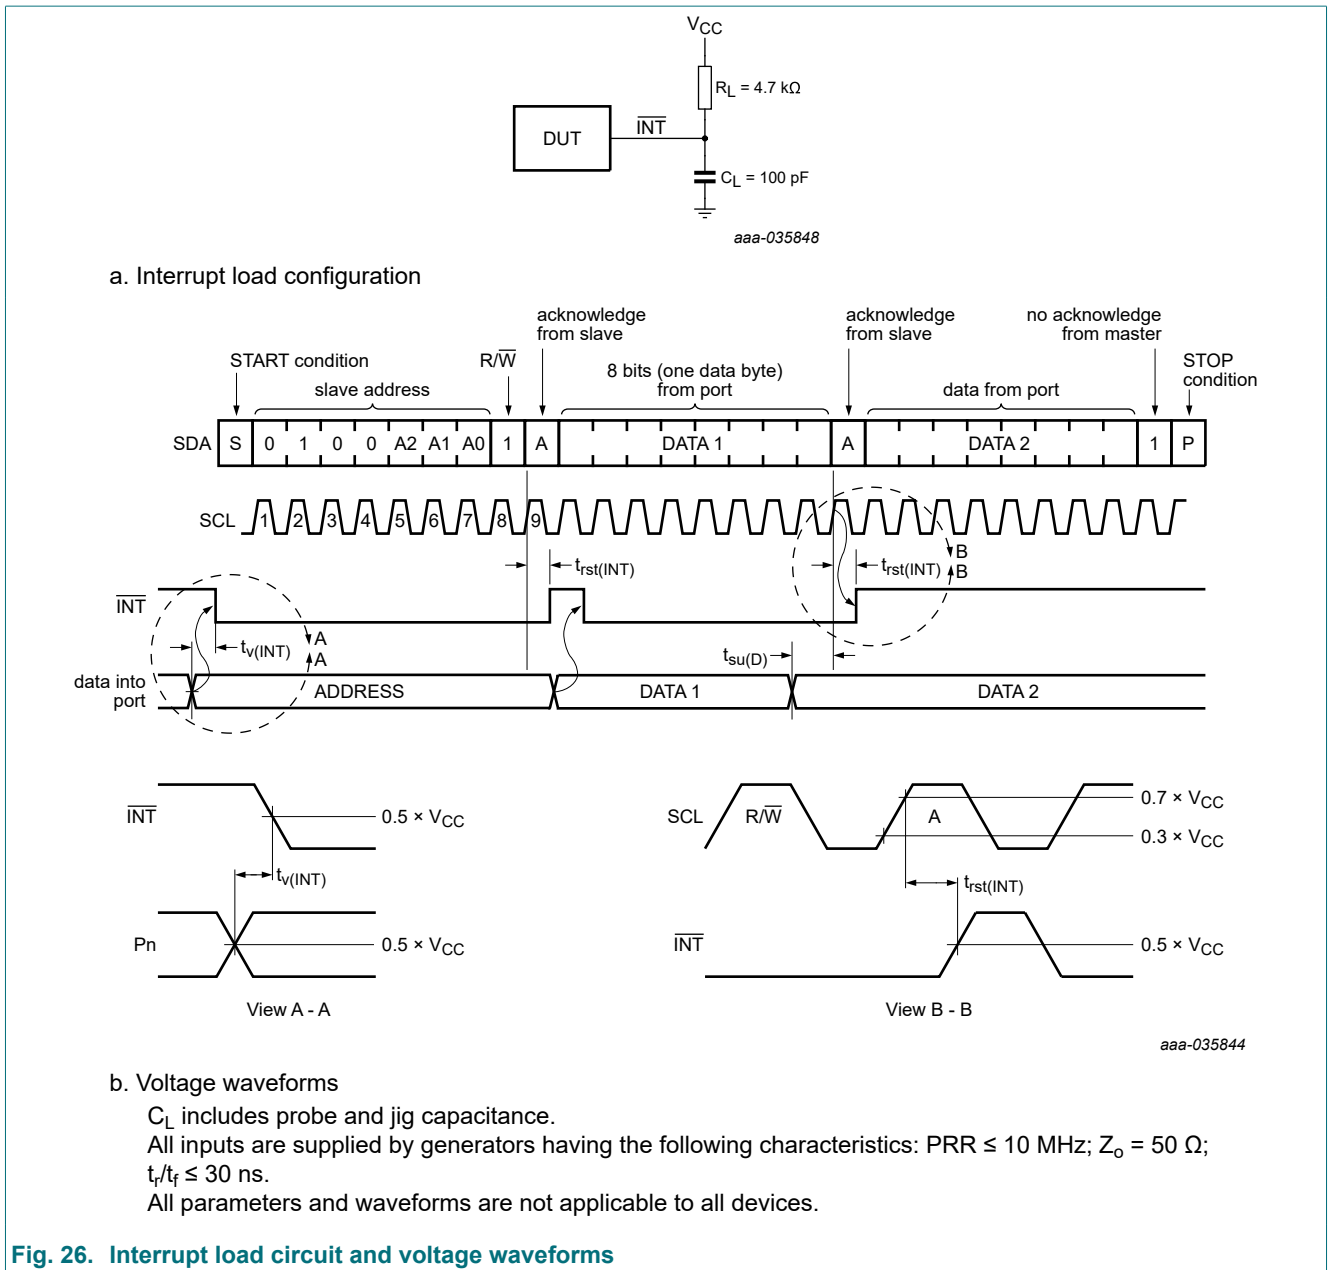 VCC
RL = 4.7 kΩ
DUT
INT
CL = 100 pF
aaa-035848
a. Interrupt load configuration
acknowledge
from slave
acknowledge
from slave
no acknowledge
from master
START condition
R/W
8 bits (one data byte)
from port
STOP
condition
slave address
data from port
SDA S 0 1 0 0 A2 A1 A0 1 A DATA 1 A DATA 2 1 P
SCL 1 2 3 4 5 6 7 8 9
B
trst(INT) trst(INT) B
INT
A
tv(INT) A
tsu(D)
data into
port
ADDRESS DATA 1 DATA 2
INT 0.5 × VCC
tv(INT)
Pn 0.5 × VCC
View A - A
SCL R/W A 0.7 × VCC
0.3 × VCC
trst(INT)
INT 0.5 × VCC
View B - B
aaa-035844
b. Voltage waveforms
CL includes probe and jig capacitance.
All inputs are supplied by generators having the following characteristics: PRR ≤ 10 MHz; Zo = 50 Ω;
tr/tf ≤ 30 ns.
All parameters and waveforms are not applicable to all devices.
Fig. 26. Interrupt load circuit and voltage waveforms